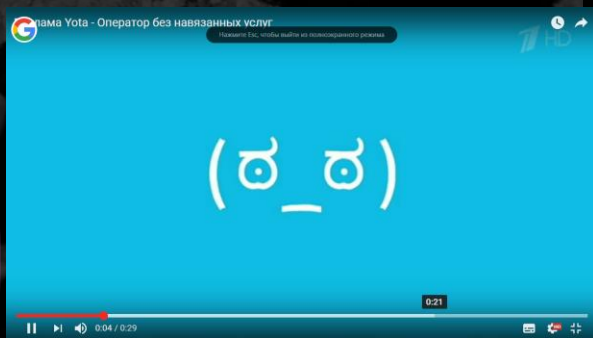 лама Yota - Оператор без навязанных услуг
Нажмите Esc, чтобы выйти из полноэкранного режима
HD
(ಠ_ಠ)
0:21
0:04 / 0:29